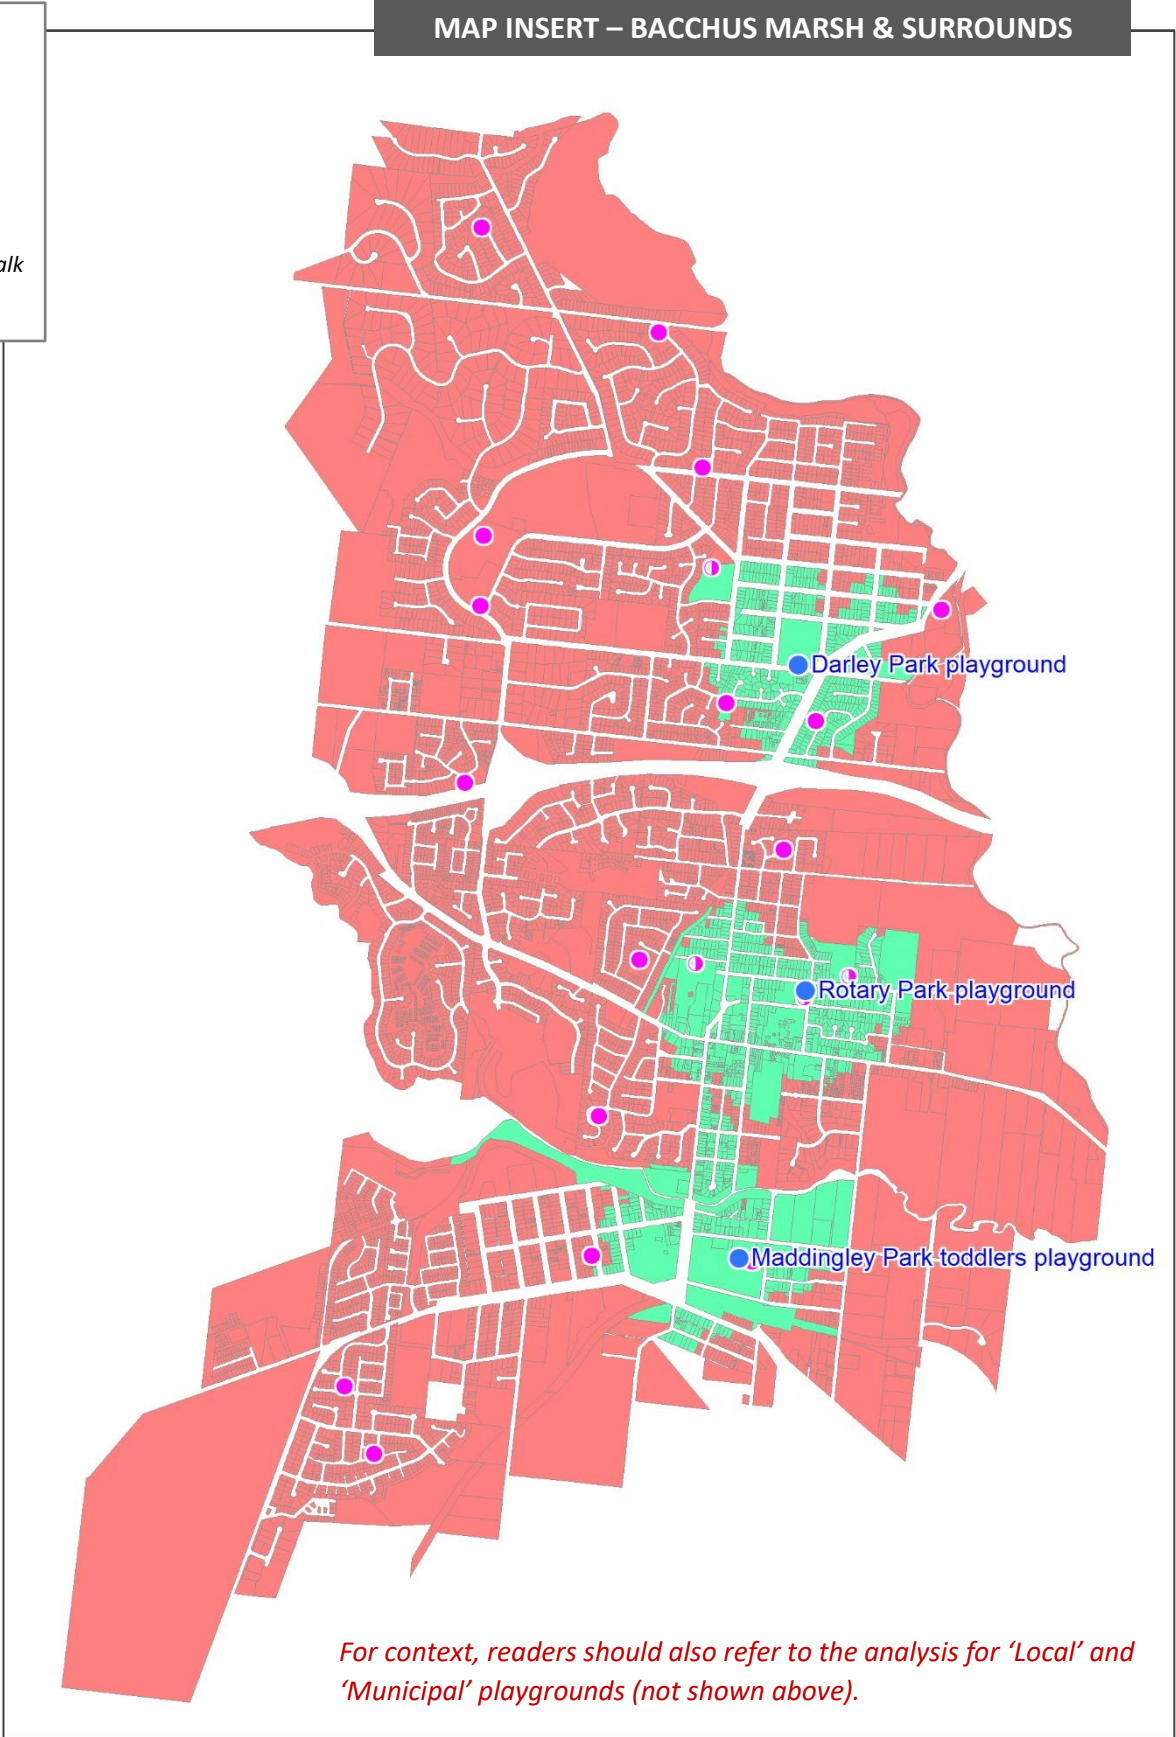 MAP INSERT – BACCHUS MARSH & SURROUNDS
Darley Park playground
Rotary Park playground
Maddingley Park toddlers playground
For context, readers should also refer to the analysis for ‘Local’ and
‘Municipal’ playgrounds (not shown above).